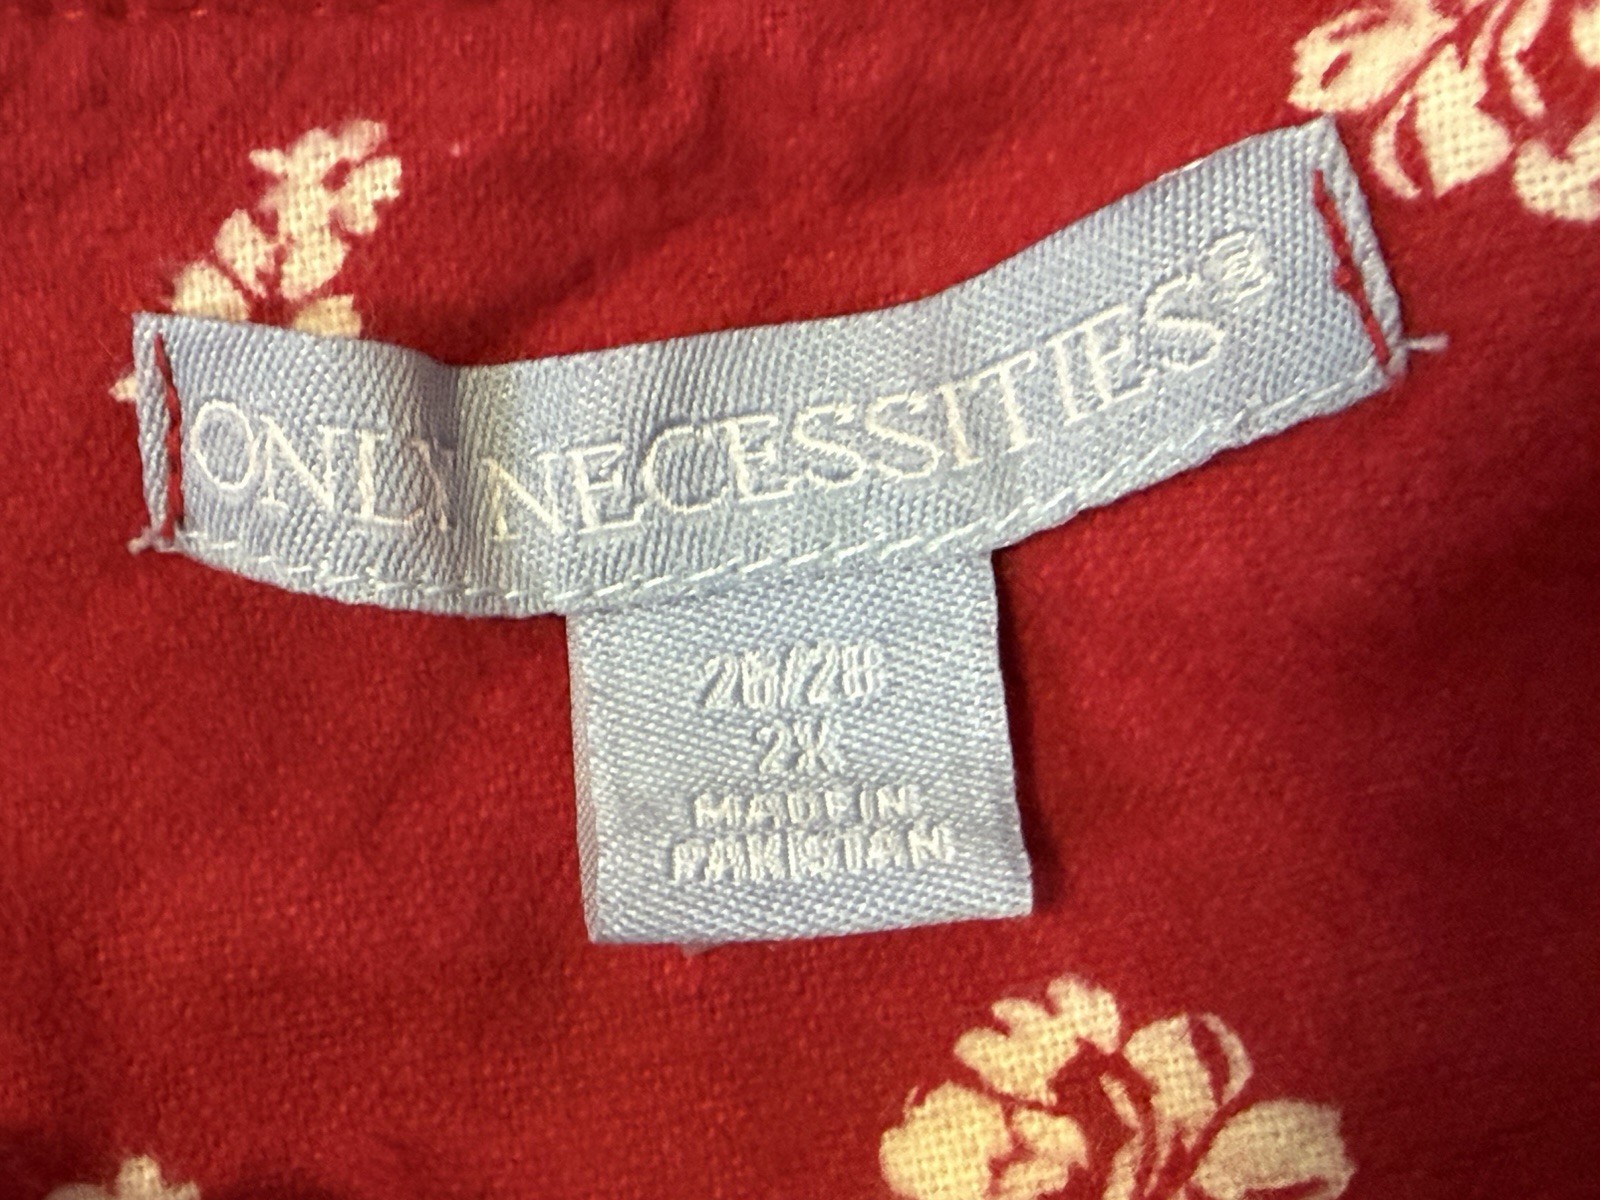 ONLY NECESSITIES®
26/28
2X
MADE IN
PAKISTAN